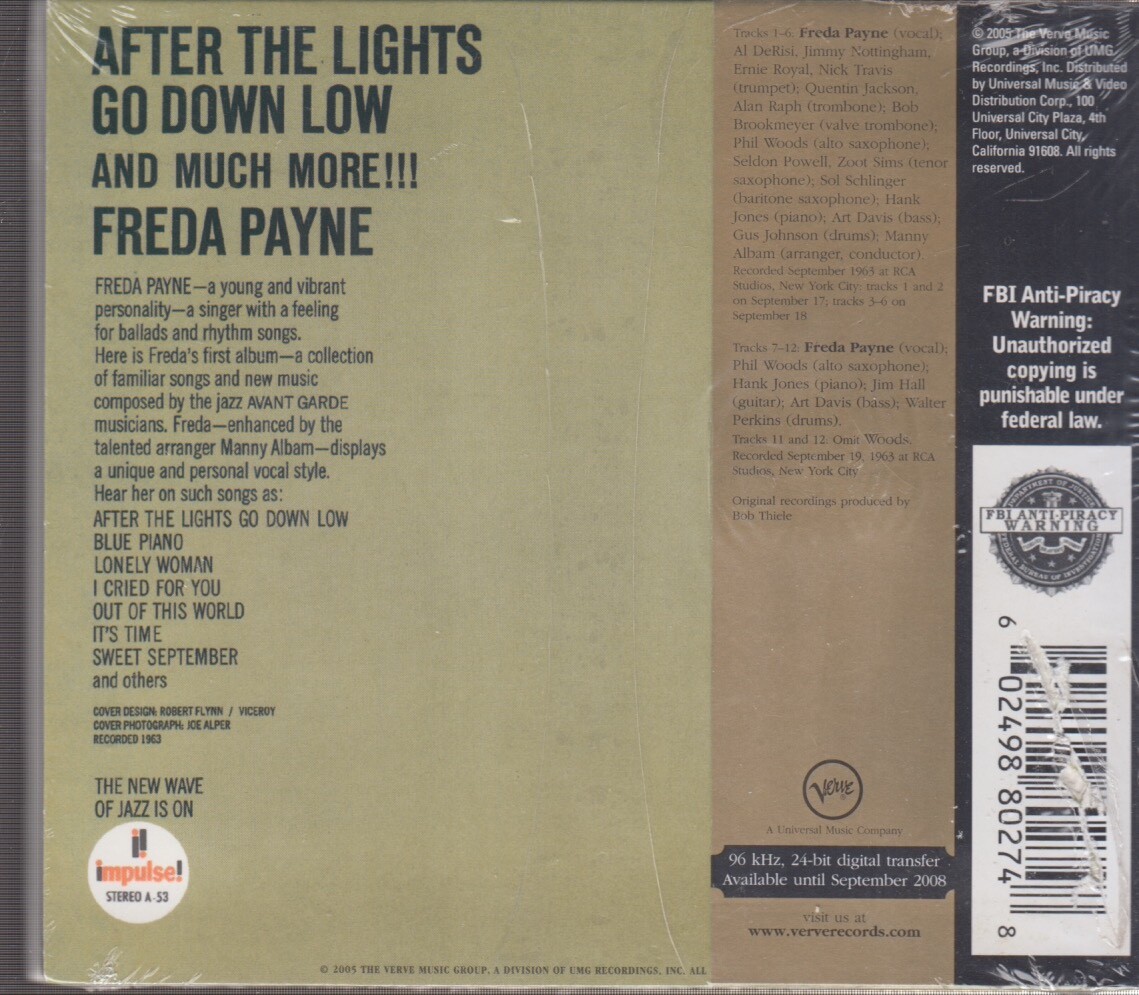 AFTER THE LIGHTS
GO DOWN LOW
AND MUCH MORE!!!
FREDA PAYNE
FREDA PAYNE—a young and vibrant
personality—a singer with a feeling
for ballads and rhythm songs.
Here is Freda's first album—a collection
of familiar songs and new music
composed by the jazz AVANT GARDE
musicians. Freda—enhanced by the
talented arranger Manny Albam—displays
a unique and personal vocal style.
Hear her on such songs as:
AFTER THE LIGHTS GO DOWN LOW
BLUE PIANO
LONELY WOMAN
I CRIED FOR YOU
OUT OF THIS WORLD
IT'S TIME
SWEET SEPTEMBER
and others
COVER DESIGN: ROBERT FLYNN / VICEROY
COVER PHOTOGRAPH: JOE ALPER
RECORDED 1963
THE NEW WAVE
OF JAZZ IS ON
i!
impulse!
STEREO A-53
© 2005 THE VERVE MUSIC GROUP, A DIVISION OF UMG RECORDINGS, INC. ALL
Tracks 1–6: Freda Payne (vocal);
Al DeRisi, Jimmy Nottingham,
Ernie Royal, Nick Travis
(trumpet); Quentin Jackson,
Alan Raph (trombone); Bob
Brookmeyer (valve trombone);
Phil Woods (alto saxophone);
Seldon Powell, Zoot Sims (tenor
saxophone); Sol Schlinger
(baritone saxophone); Hank
Jones (piano); Art Davis (bass);
Gus Johnson (drums); Manny
Albam (arranger, conductor).
Recorded September 1963 at RCA
Studios, New York City: tracks 1 and 2
on September 17; tracks 3–6 on
September 18
Tracks 7–12: Freda Payne (vocal);
Phil Woods (alto saxophone);
Hank Jones (piano); Jim Hall
(guitar); Art Davis (bass); Walter
Perkins (drums).
Tracks 11 and 12: Omit Woods.
Recorded September 19, 1963 at RCA
Studios, New York City
Original recordings produced by
Bob Thiele
Verve
A Universal Music Company
96 kHz, 24-bit digital transfer
Available until September 2008
visit us at
www.ververecords.com
© 2005 The Verve Music
Group, a Division of UMG
Recordings, Inc. Distributed
by Universal Music & Video
Distribution Corp., 100
Universal City Plaza, 4th
Floor, Universal City,
California 91608. All rights
reserved.
FBI Anti-Piracy
Warning:
Unauthorized
copying is
punishable under
federal law.
DEPARTMENT OF JUSTICE
FBI ANTI-PIRACY
WARNING
FEDERAL BUREAU OF INVESTIGATION
6 02498 80274 8